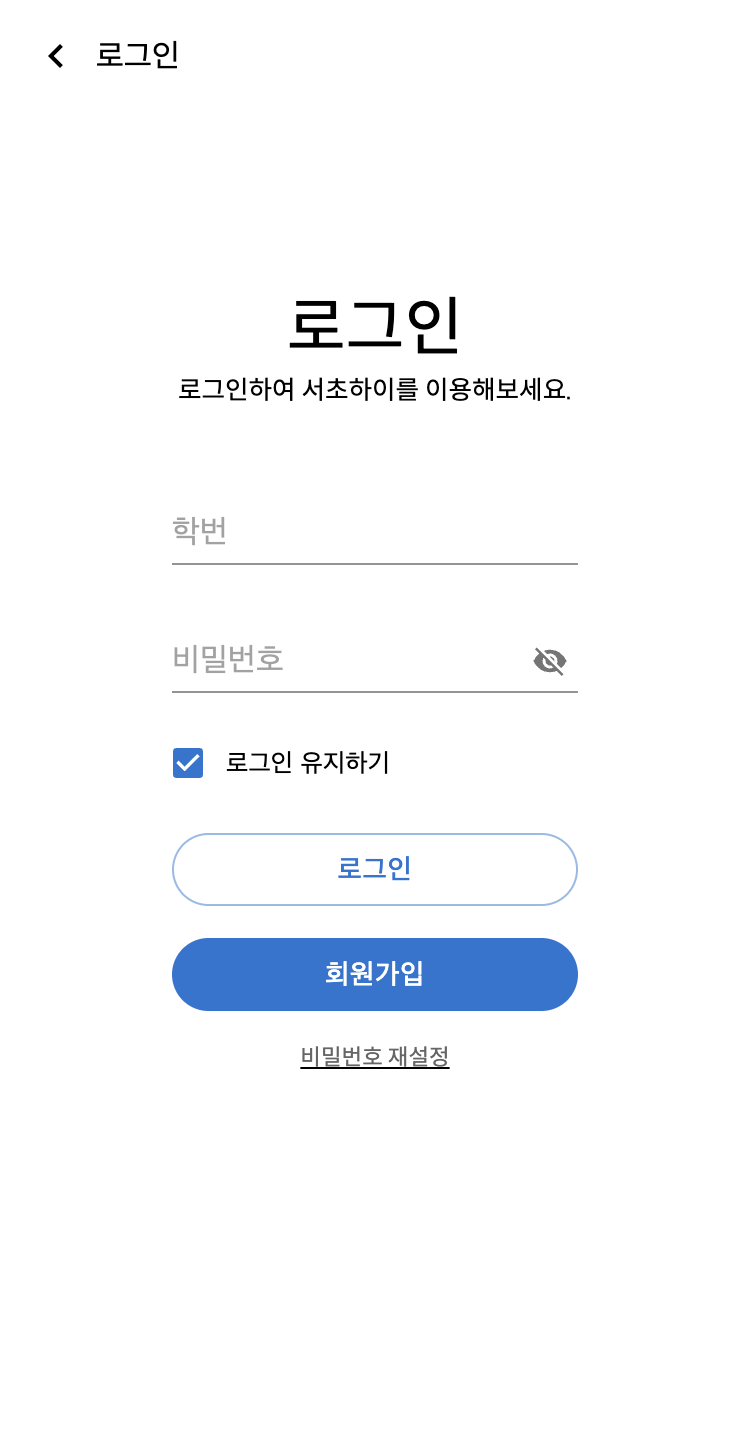 로그인
로그인
로그인하여 서초하이를 이용해보세요.
학번
비밀번호
로그인 유지하기
로그인
회원가입
비밀번호 재설정